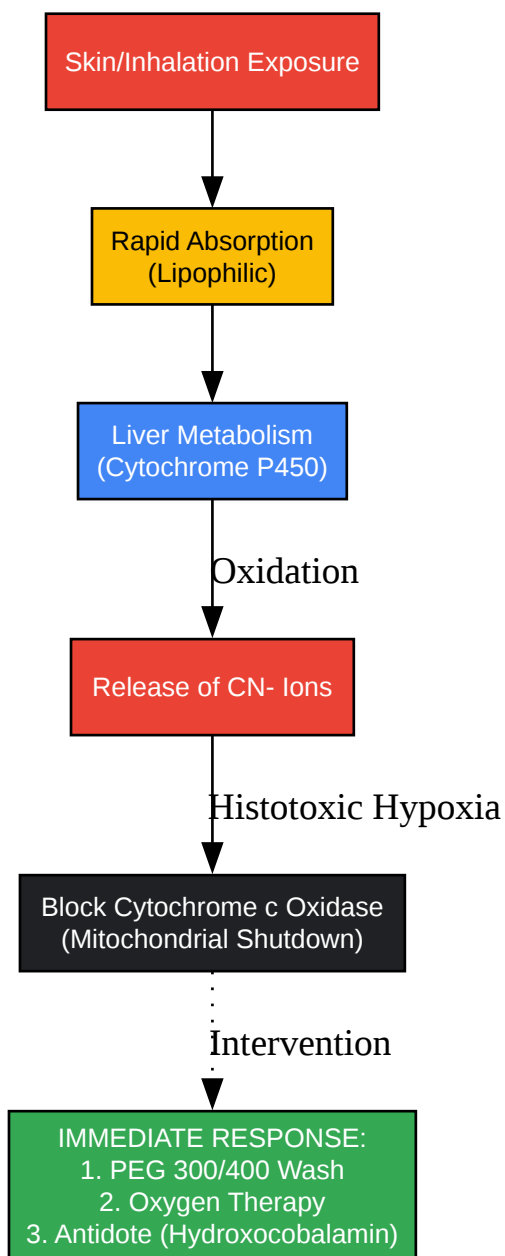 Skin/Inhalation Exposure
Rapid Absorption
(Lipophilic)
Liver Metabolism
(Cytochrome P450)
Oxidation
Release of CN- Ions
Histotoxic Hypoxia
Block Cytochrome c Oxidase
(Mitochondrial Shutdown)
Intervention
IMMEDIATE RESPONSE:
1. PEG 300/400 Wash
2. Oxygen Therapy
3. Antidote (Hydroxocobalamin)